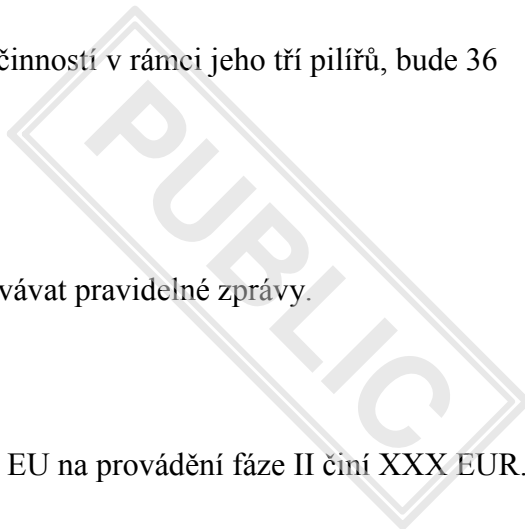 činností v rámci jeho tří pilířů, bude 36
PUBLIC
vávat pravidelné zprávy.
EU na provádění fáze II činí XXX EUR.